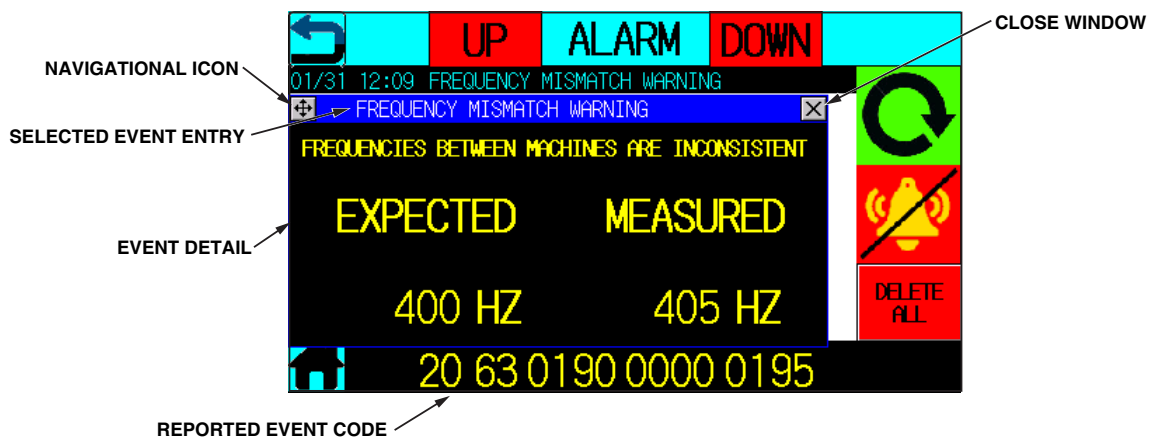 CLOSE WINDOW
UP ALARM DOWN
NAVIGATIONAL ICON
01/31 12:09 FREQUENCY MISMATCH WARNING
FREQUENCY MISMATCH WARNING
SELECTED EVENT ENTRY
FREQUENCIES BETWEEN MACHINES ARE INCONSISTENT
EXPECTED MEASURED
EVENT DETAIL
400 HZ 405 HZ
DELETE
ALL
20 63 0190 0000 0195
REPORTED EVENT CODE